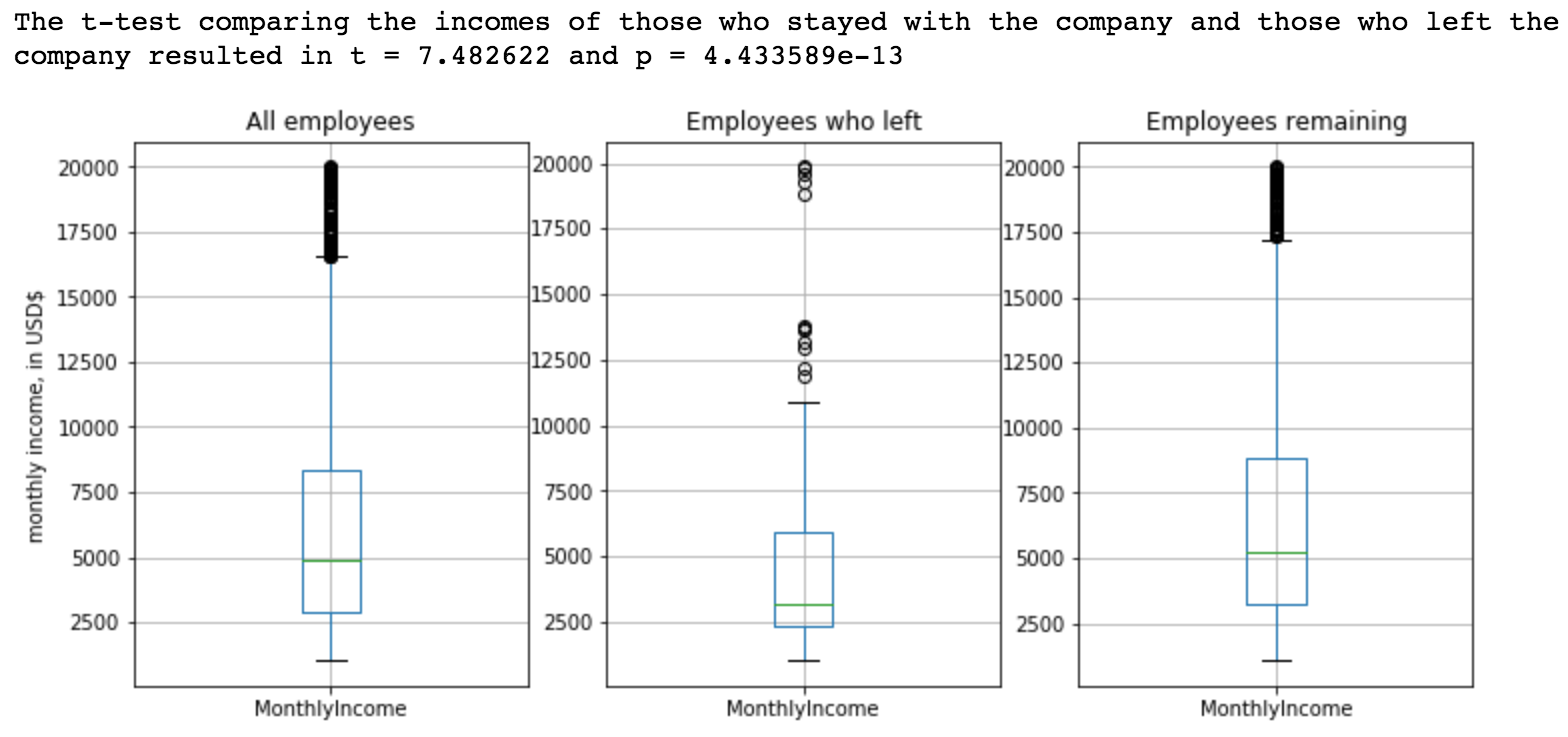 The t-test comparing the incomes of those who stayed with the company and those who left the
company resulted in t = 7.482622 and p = 4.433589e-13
All employees
20000
17500
15000
12500
10000
7500
5000
2500
monthly income, in USD$
MonthlyIncome
Employees who left
20000
17500
15000
12500
10000
7500
5000
2500
MonthlyIncome
Employees remaining
20000
17500
15000
12500
10000
7500
5000
2500
MonthlyIncome